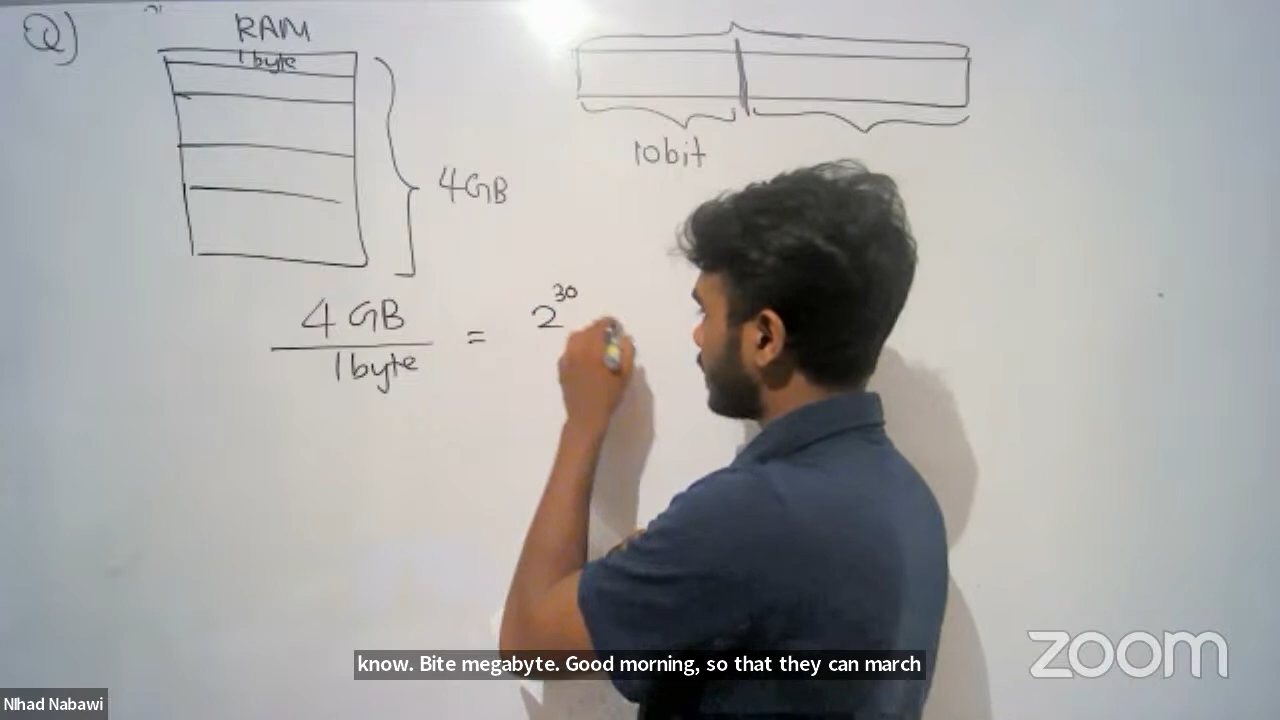 Q)
RAM
1 byte
4GB
10bit
4 GB
1 byte
=
2^30
know. Bite megabyte. Good morning, so that they can march
NIhad Nabawi
zoom